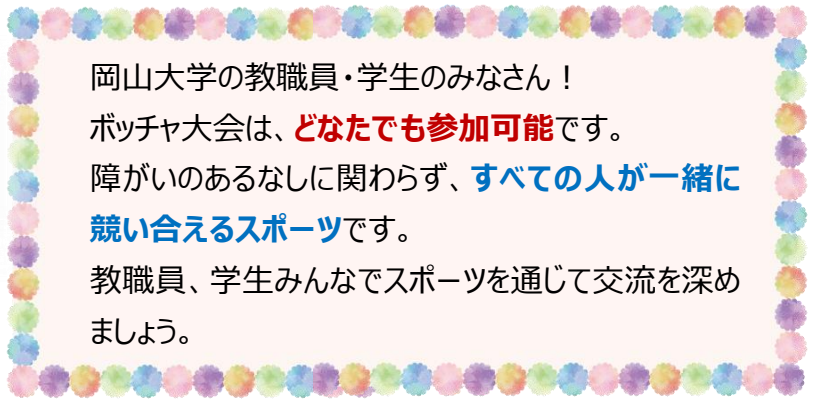 岡山大学の教職員・学生のみなさん！
ボッチャ大会は、どなたでも参加可能です。
障がいのあるなしに関わらず、すべての人が一緒に
競い合えるスポーツです。
教職員、学生みんなでスポーツを通じて交流を深め
ましょう。